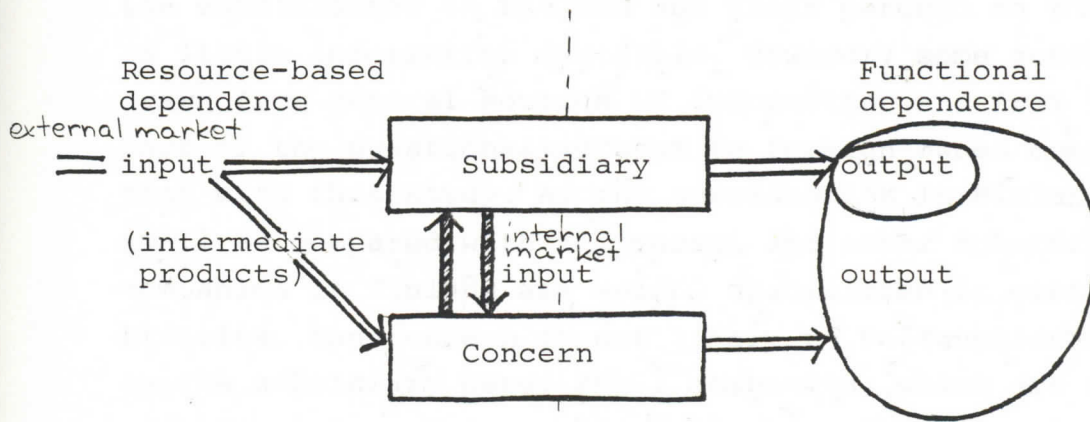 Resource-based
dependence
Functional
dependence
external market
input
Subsidiary
output
(intermediate
products)
internal
market
input
output
Concern